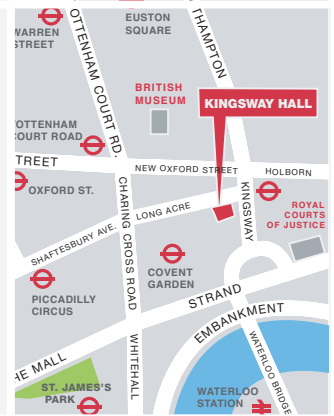 WARREN
STREET
EUSTON
SQUARE
OTTENHAM COURT RD.
THAMPTON
BRITISH
MUSEUM
KINGSWAY HALL
OTTENHAM
COURT ROAD
TREET
NEW OXFORD STREET
HOLBORN
OXFORD ST.
CHARING CROSS ROAD
LONG ACRE
KINGSWAY
ROYAL
COURTS
OF JUSTICE
SHAFTESBURY AVE.
COVENT
GARDEN
PICCADILLY
CIRCUS
STRAND
EMBANKMENT
HE MALL
WHITEHALL
WATERLOO BRIDGE
ST. JAMES'S
PARK
WATERLOO
STATION